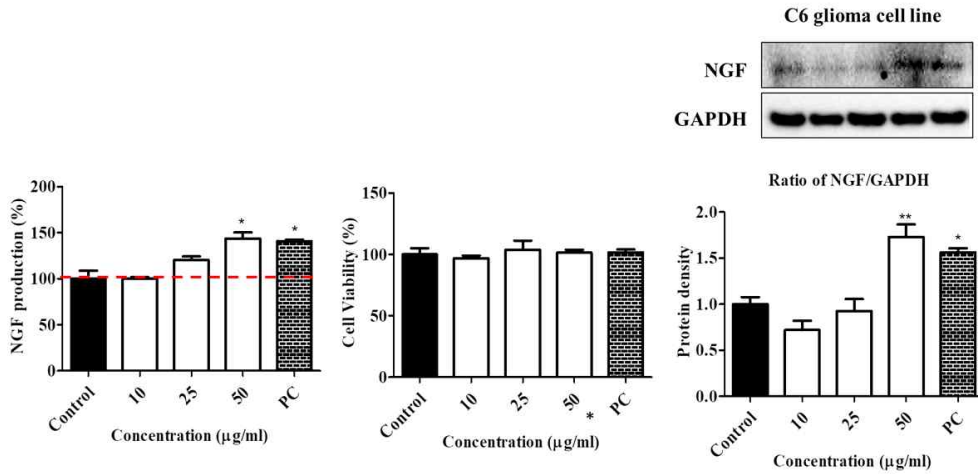 C6 glioma cell line
NGF
GAPDH
NGF production (%)
200
150
100
50
0
*
*
Control
10
25
50
PC
Concentration (µg/ml)
Cell Viability (%)
150
100
50
0
Control
10
25
50
*
PC
Concentration (µg/ml)
Ratio of NGF/GAPDH
Protein density
2.0
1.5
1.0
0.5
0.0
**
*
Control
10
25
50
PC
Concentration (µg/ml)